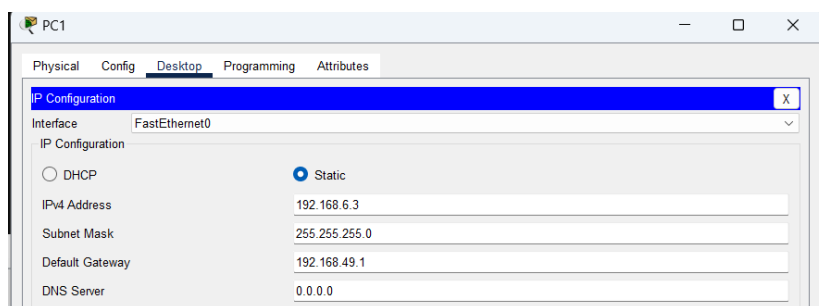 PC1
Physical Config Desktop Programming Attributes
IP Configuration X
Interface FastEthernet0
IP Configuration
DHCP Static
IPv4 Address 192.168.6.3
Subnet Mask 255.255.255.0
Default Gateway 192.168.49.1
DNS Server 0.0.0.0